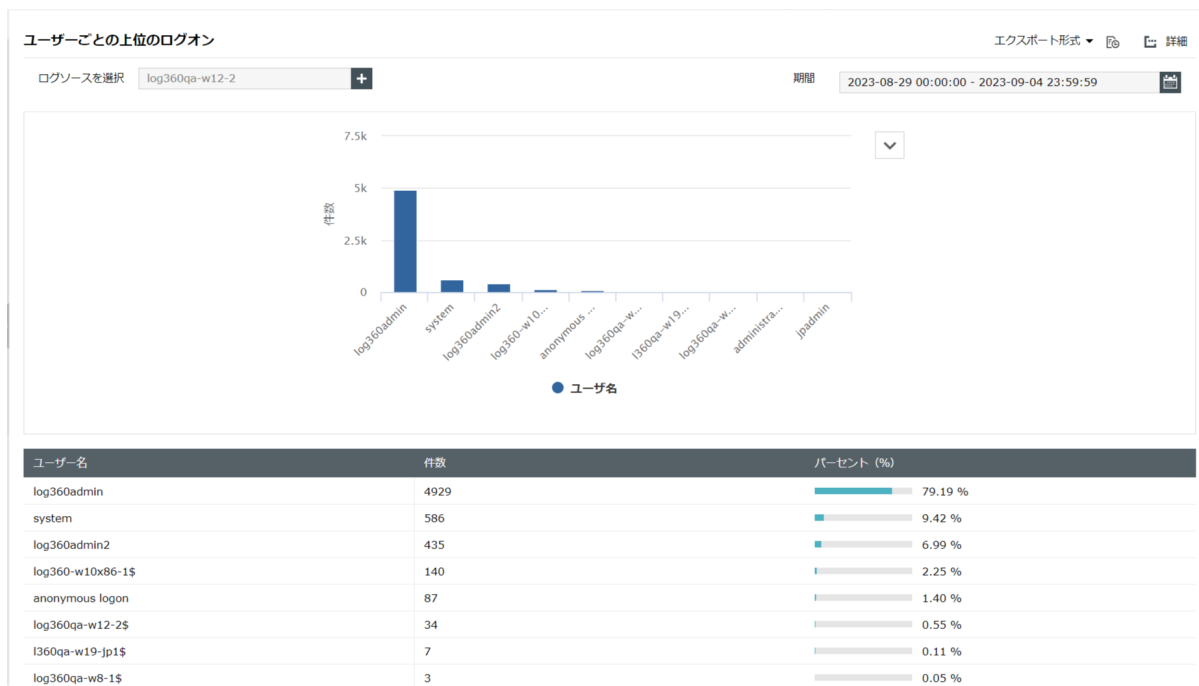 ユーザーごとの上位のログオン
エクスポート形式
詳細
ログソースを選択 log360qa-w12-2
期間 2023-08-29 00:00:00 - 2023-09-04 23:59:59
7.5k
5k
2.5k
0
件数
log360admin
system
log360admin2
log360-w10...
anonymous ...
log360qa-w...
l360qa-w19...
log360qa-w...
administra...
jpadmin
ユーザ名
ユーザー名 件数 パーセント（%）
log360admin 4929 79.19 %
system 586 9.42 %
log360admin2 435 6.99 %
log360-w10x86-1$ 140 2.25 %
anonymous logon 87 1.40 %
log360qa-w12-2$ 34 0.55 %
l360qa-w19-jp1$ 7 0.11 %
log360qa-w8-1$ 3 0.05 %